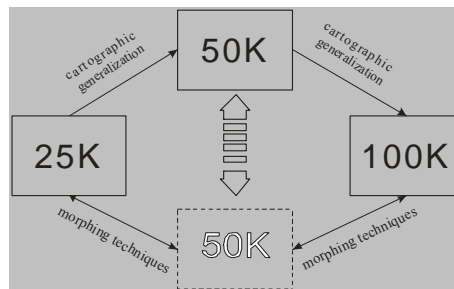 cartographic
generalization
50K
cartographic
generalization
25K
100K
morphing techniques
50K
morphing techniques